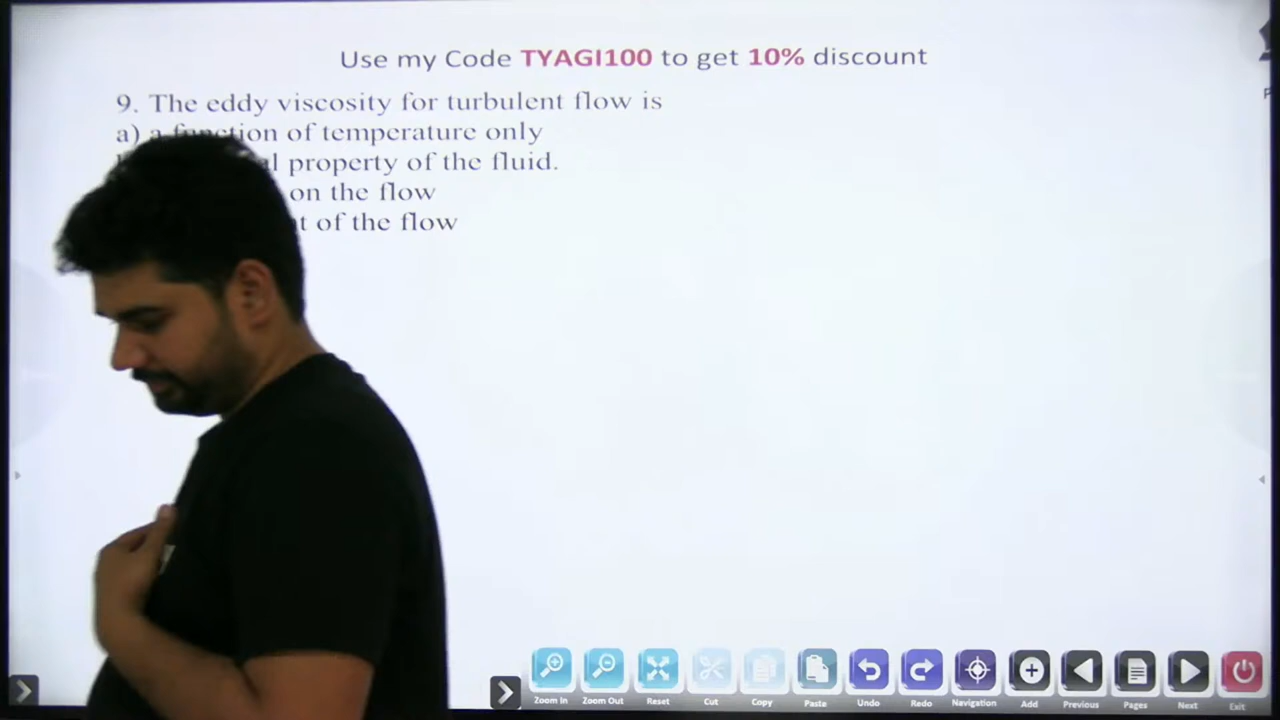 Use my Code TYAGI100 to get 10% discount
9. The eddy viscosity for turbulent flow is
a) a function of temperature only
property of the fluid.
on the flow
of the flow
Zoom In Zoom Out Reset Cut Copy Paste Undo Redo Navigation Add Previous Pages Next Exit